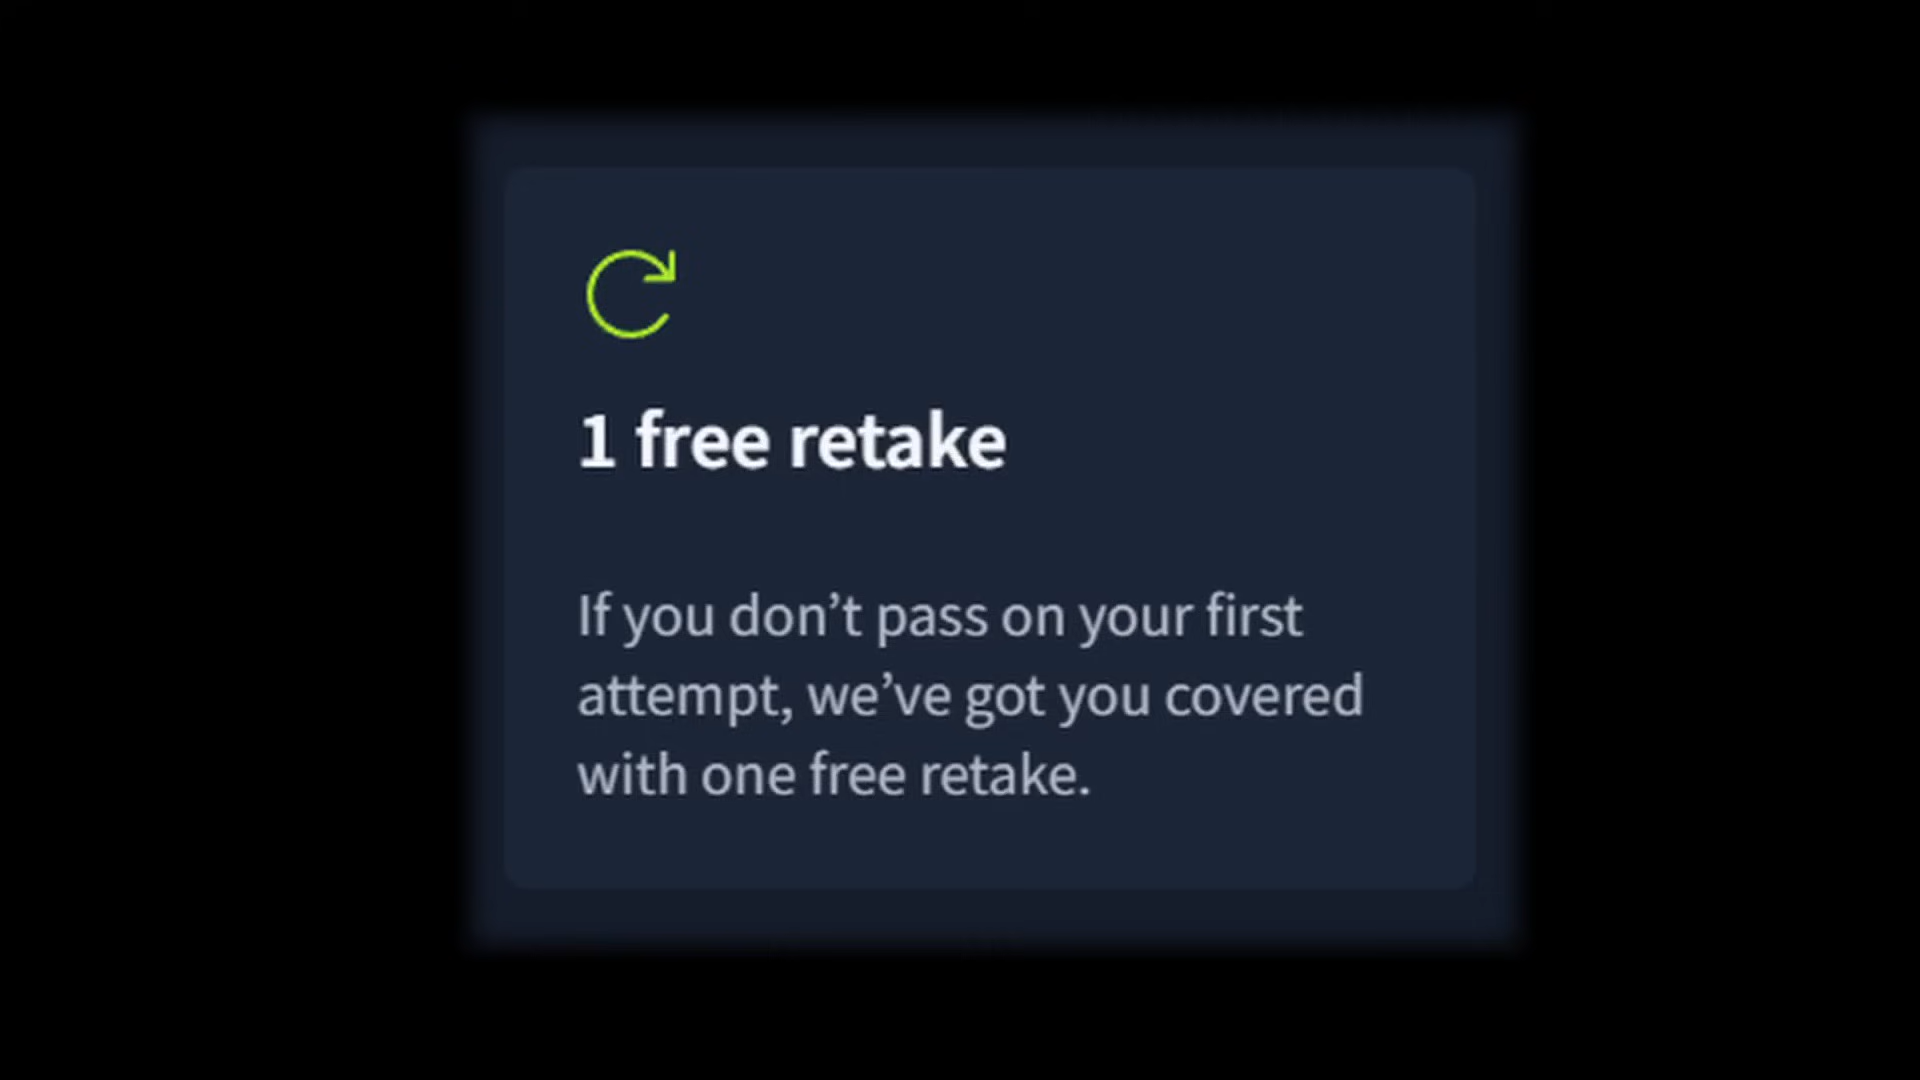 1 free retake
If you don’t pass on your first
attempt, we’ve got you covered
with one free retake.